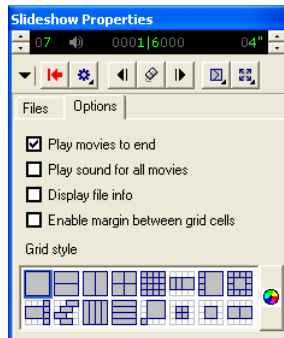 Slideshow Properties
07 0001|6000 04"
Files Options
Play movies to end
Play sound for all movies
Display file info
Enable margin between grid cells
Grid style